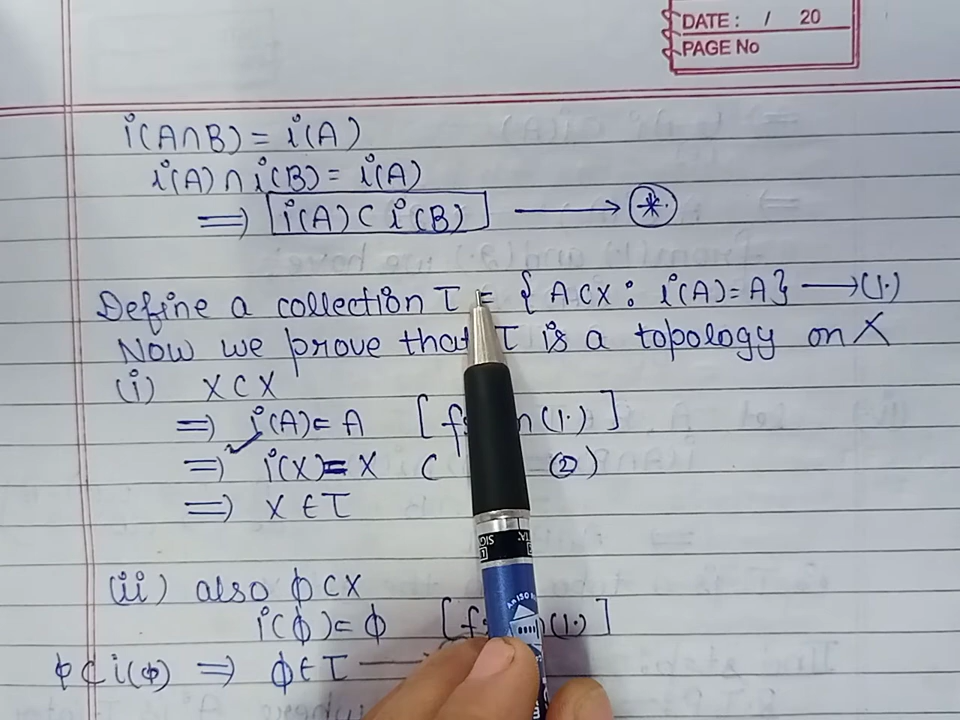 DATE : / 20
PAGE No
i(A∩B) = i(A)
i(A) ∩ i(B) = i(A)
⟹ i(A) ⊂ i(B) ⟶ *
Define a collection τ = { A ⊂ X : i(A) = A} ⟶ (1.)
Now we prove that τ is a topology on X
(i) X ⊂ X
⟹ i(A) = A [ (1.) ]
⟹ i(X) = X ( ② )
⟹ X ∈ τ
(ii) also ϕ ⊂ X
i(ϕ) = ϕ [ (1.) ]
ϕ ⊄ i(ϕ) ⟹ ϕ ∈ τ